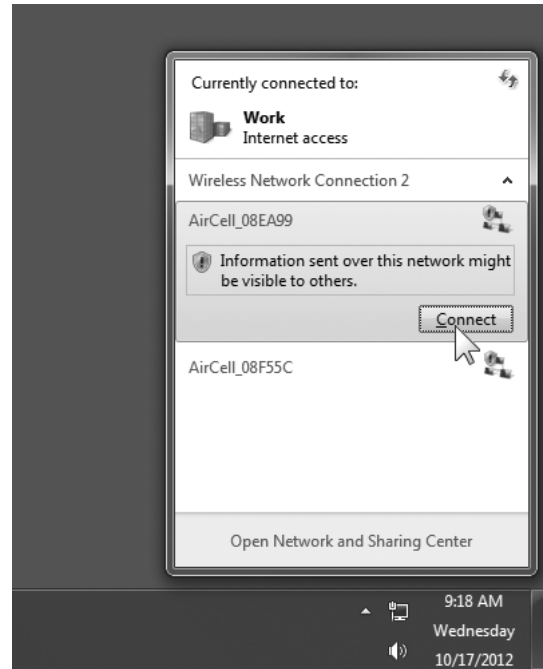 Currently connected to:
Work
Internet access
Wireless Network Connection 2
AirCell_08EA99
Information sent over this network might
be visible to others.
Connect
AirCell_08F55C
Open Network and Sharing Center
9:18 AM
Wednesday
10/17/2012